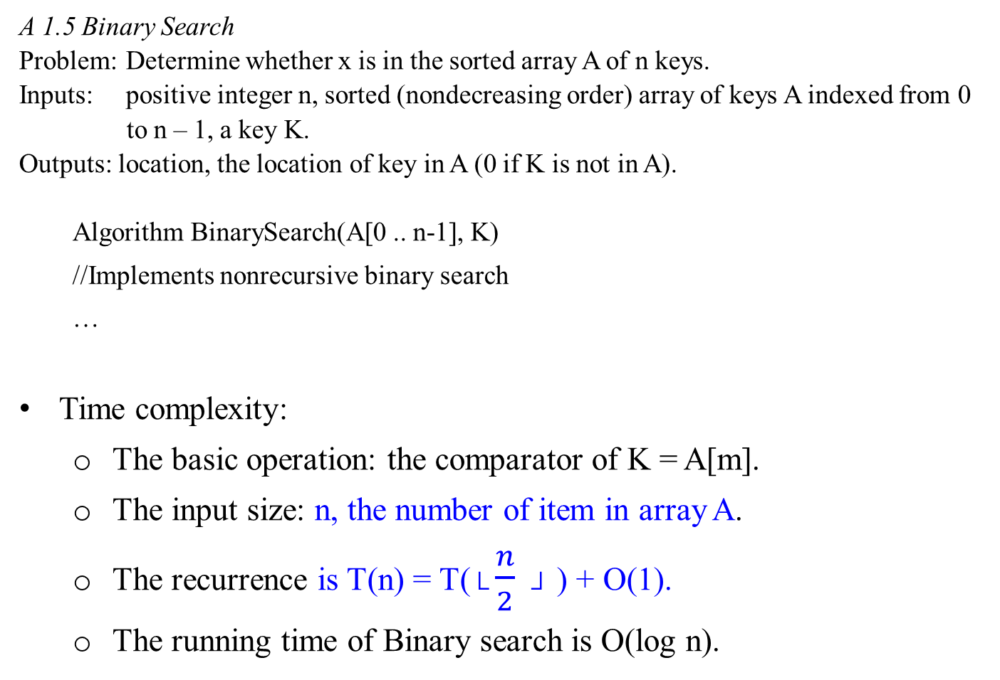 A 1.5 Binary Search
Problem: Determine whether x is in the sorted array A of n keys.
Inputs: positive integer n, sorted (nondecreasing order) array of keys A indexed from 0
to n – 1, a key K.
Outputs: location, the location of key in A (0 if K is not in A).
Algorithm BinarySearch(A[0 .. n-1], K)
//Implements nonrecursive binary search
…
• Time complexity:
o The basic operation: the comparator of K = A[m].
o The input size: n, the number of item in array A.
o The recurrence is T(n) = T(⌊n/2⌋) + O(1).
o The running time of Binary search is O(log n).